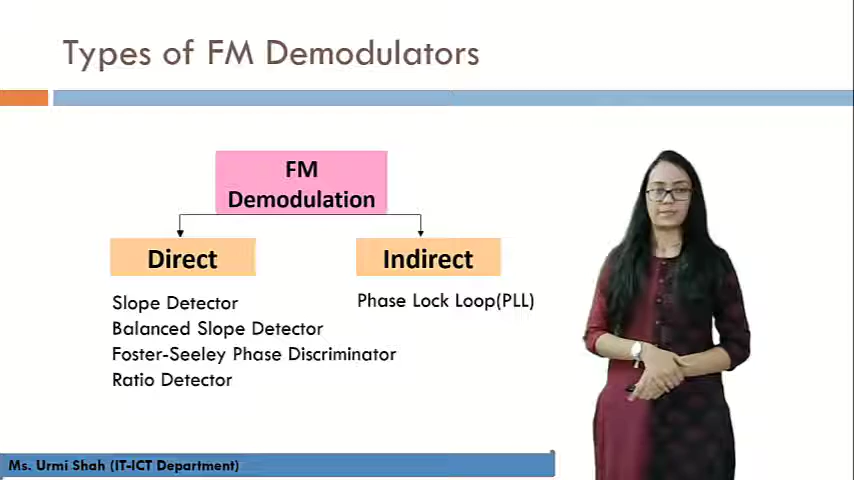 Types of FM Demodulators
FM
Demodulation
Direct
Indirect
Slope Detector
Balanced Slope Detector
Foster-Seeley Phase Discriminator
Ratio Detector
Phase Lock Loop(PLL)
Ms. Urmi Shah (IT-ICT Department)